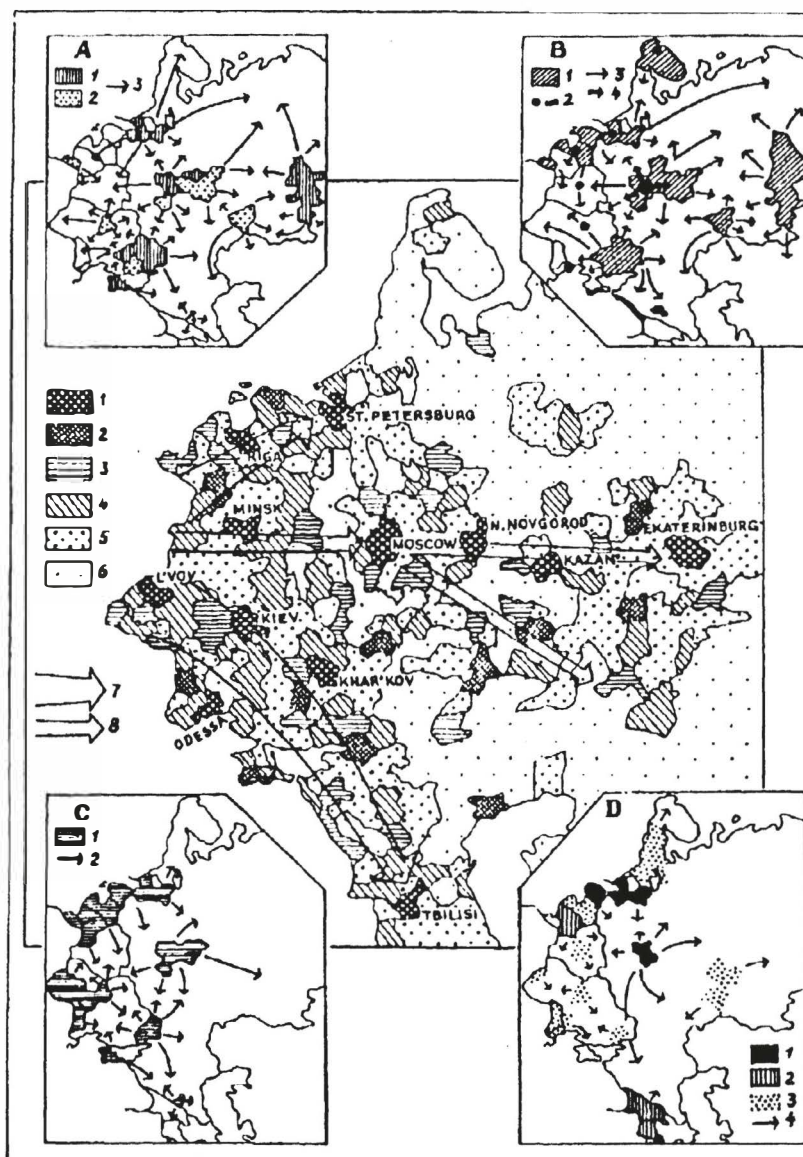 A
1 3
2
B
1 3
2 4
1
2
3
4
5
6
7
8
ST. PETERSBURG
RIGA
MINSK
MOSCOW
N. NOVGOROD
EKATERINBURG
KAZAN'
L'VOV
KIEV
KHAR'KOV
ODESSA
TBILISI
C
1
2
D
1
2
3
4